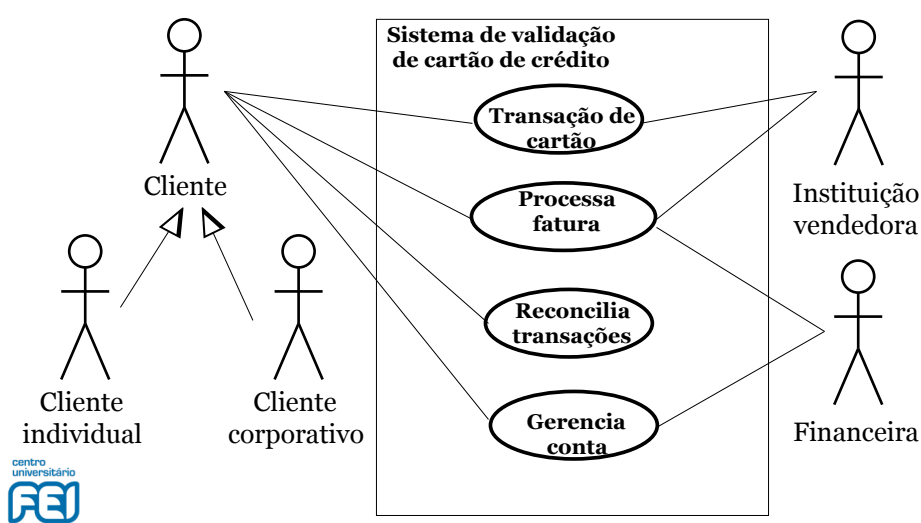 Sistema de validação
de cartão de crédito
Transação de
cartão
Cliente
Processa
fatura
Instituição
vendedora
Reconcilia
transações
Cliente
individual
Cliente
corporativo
Gerencia
conta
Financeira
centro
universitário
FEI